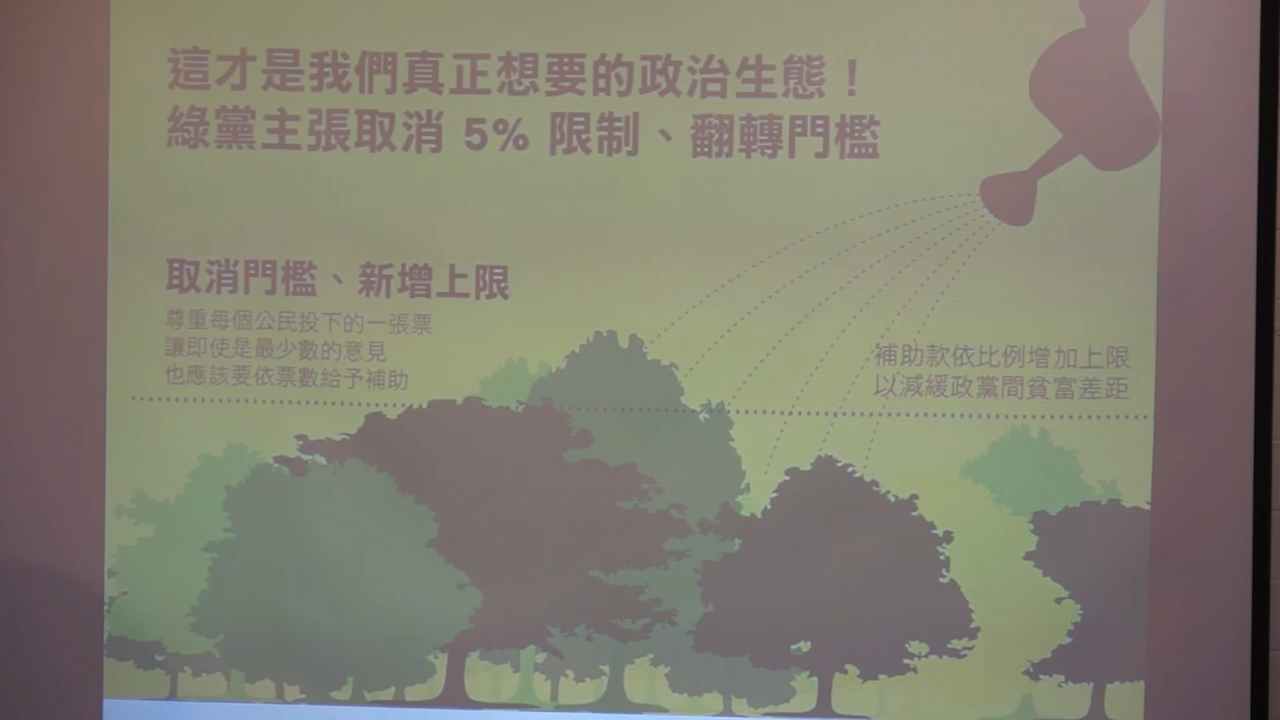 這才是我們真正想要的政治生態！
綠黨主張取消 5% 限制、翻轉門檻
取消門檻、新增上限
尊重每個公民投下的一張票
讓即使是最少數的意見
也應該要依票數給予補助
補助款依比例增加上限
以減緩政黨間貧富差距